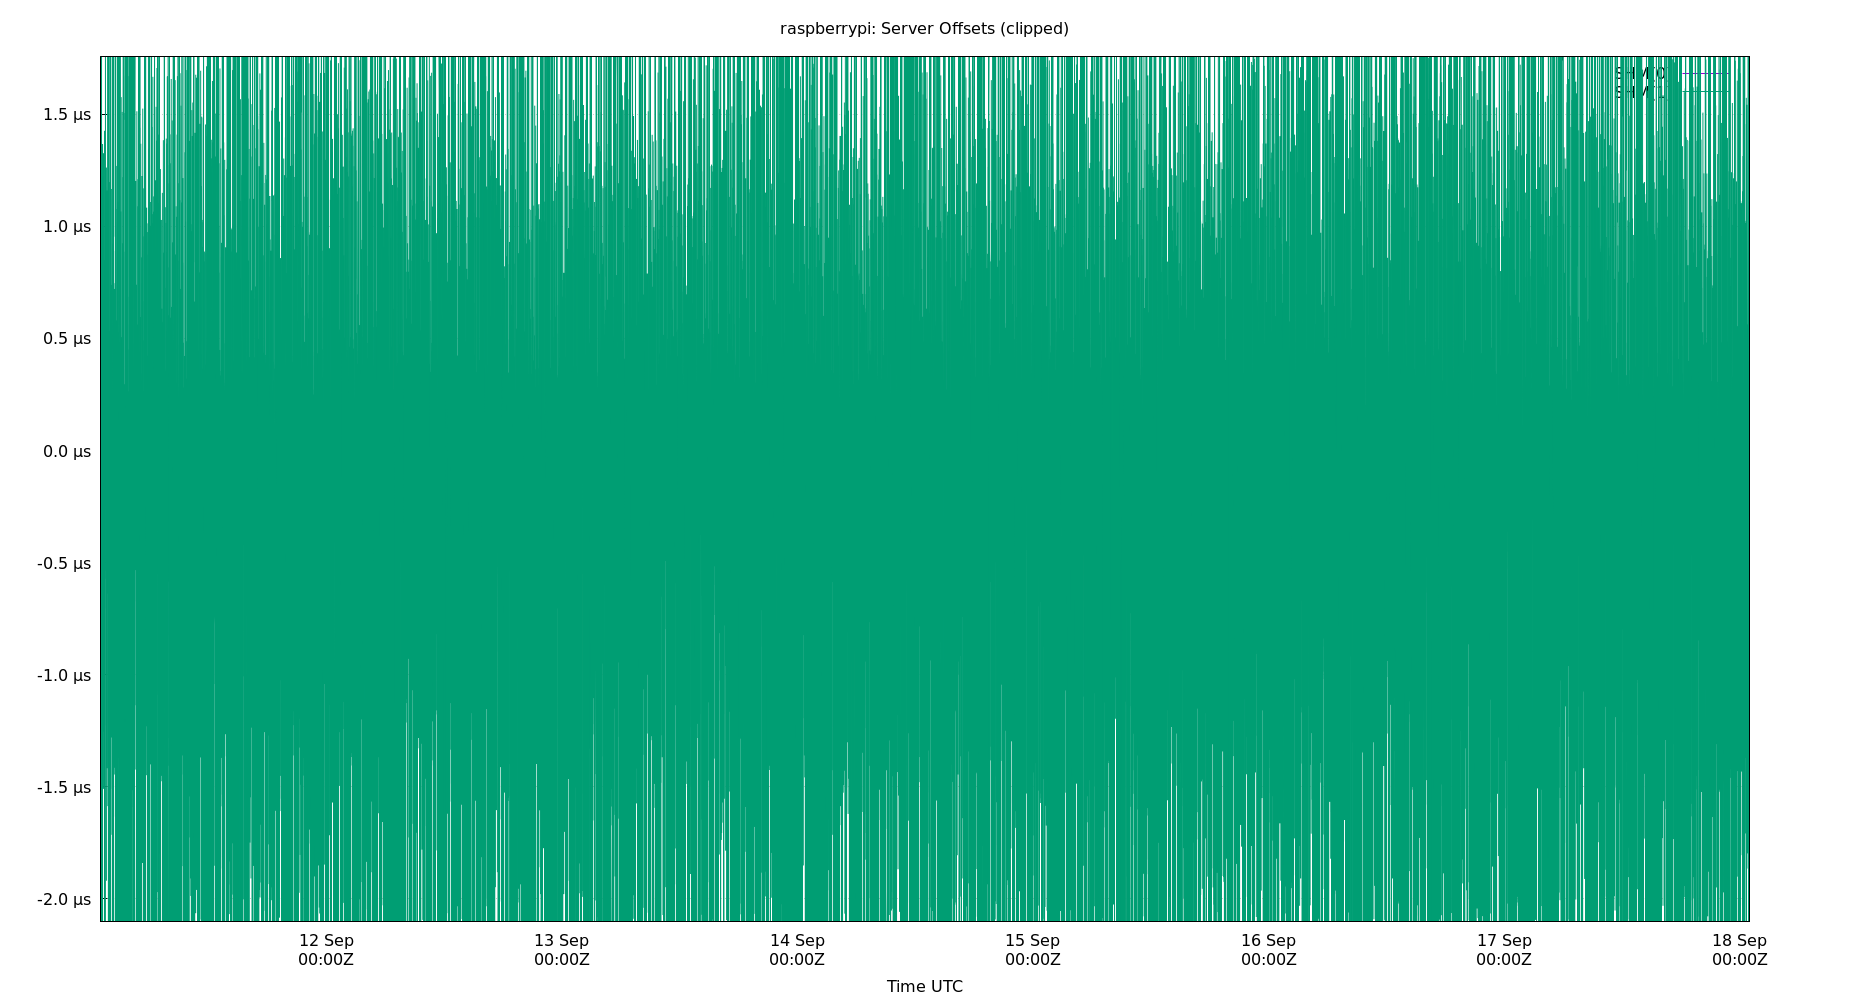 raspberrypi: Server Offsets (clipped)
1.5 µs
1.0 µs
0.5 µs
0.0 µs
-0.5 µs
-1.0 µs
-1.5 µs
-2.0 µs
12 Sep 13 Sep 14 Sep 15 Sep 16 Sep 17 Sep 18 Sep
00:00Z 00:00Z 00:00Z 00:00Z 00:00Z 00:00Z 00:00Z
Time UTC